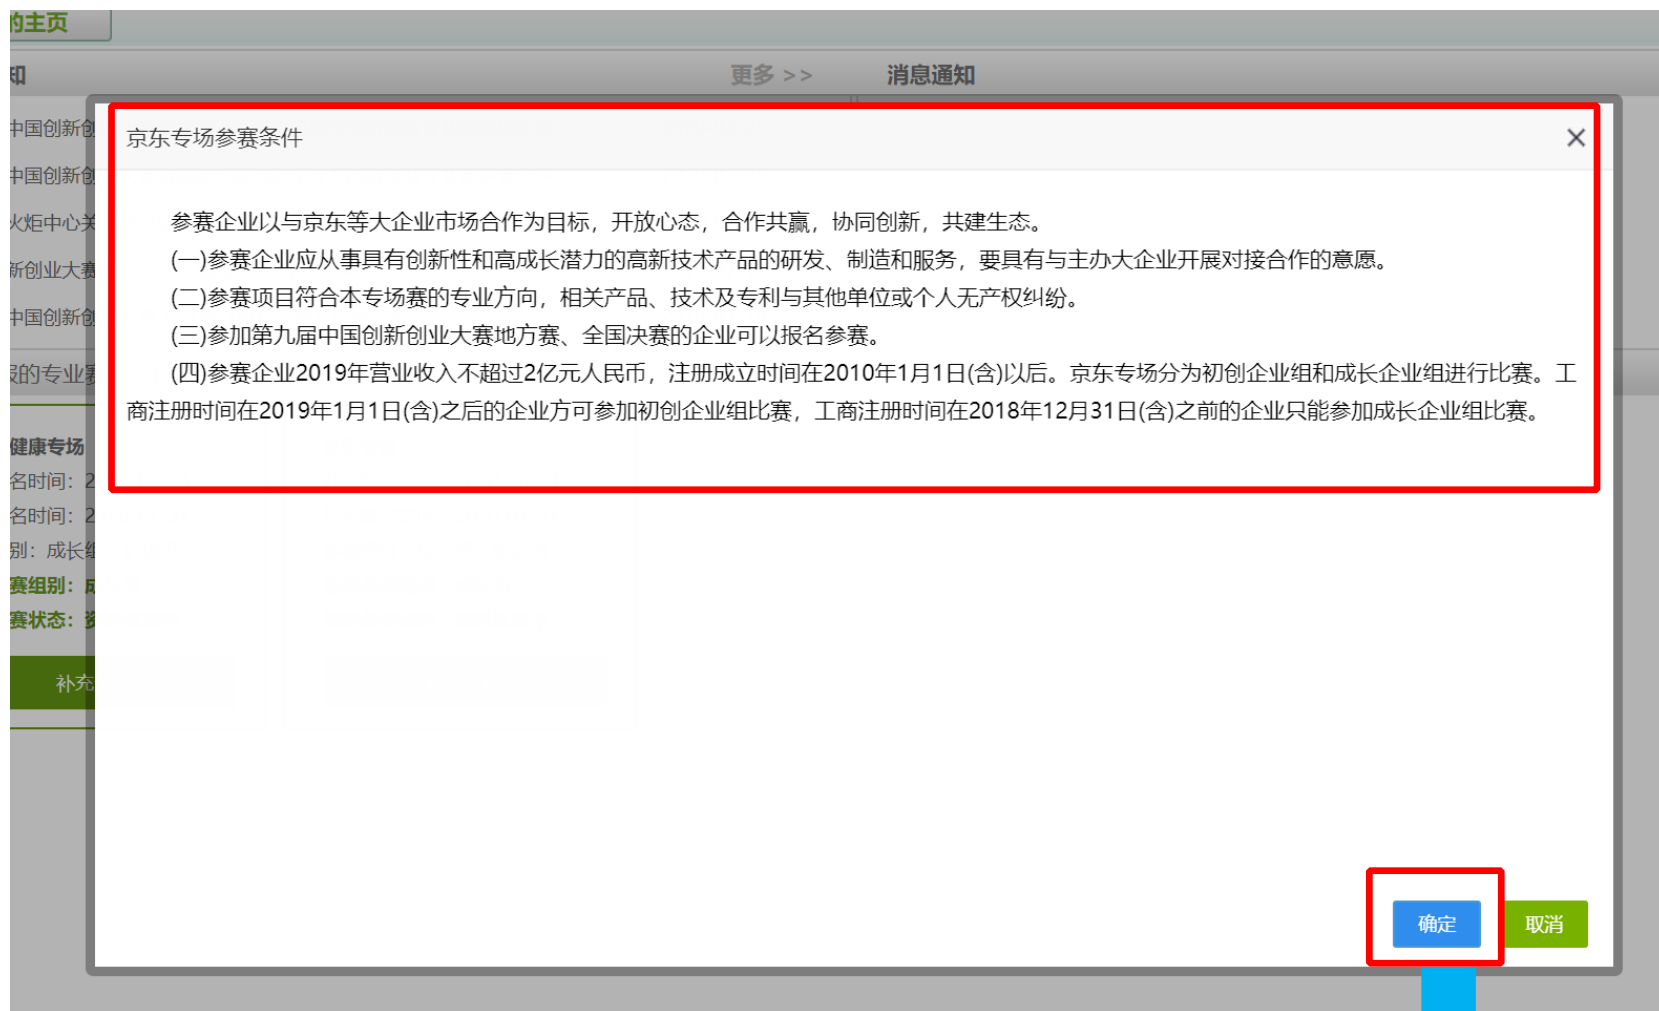 的主页
知
更多 >>
消息通知
中国创新创
中国创新创
火炬中心关
新创业大赛
中国创新创
报的专业赛
健康专场
名时间：2
名时间：2
别：成长组
赛组别：成
赛状态：资
补充
京东专场参赛条件
参赛企业以与京东等大企业市场合作为目标，开放心态，合作共赢，协同创新，共建生态。
(一)参赛企业应从事具有创新性和高成长潜力的高新技术产品的研发、制造和服务，要具有与主办大企业开展对接合作的意愿。
(二)参赛项目符合本专场赛的专业方向，相关产品、技术及专利与其他单位或个人无产权纠纷。
(三)参加第九届中国创新创业大赛地方赛、全国决赛的企业可以报名参赛。
(四)参赛企业2019年营业收入不超过2亿元人民币，注册成立时间在2010年1月1日(含)以后。京东专场分为初创企业组和成长企业组进行比赛。工
商注册时间在2019年1月1日(含)之后的企业方可参加初创企业组比赛，工商注册时间在2018年12月31日(含)之前的企业只能参加成长企业组比赛。
确定
取消